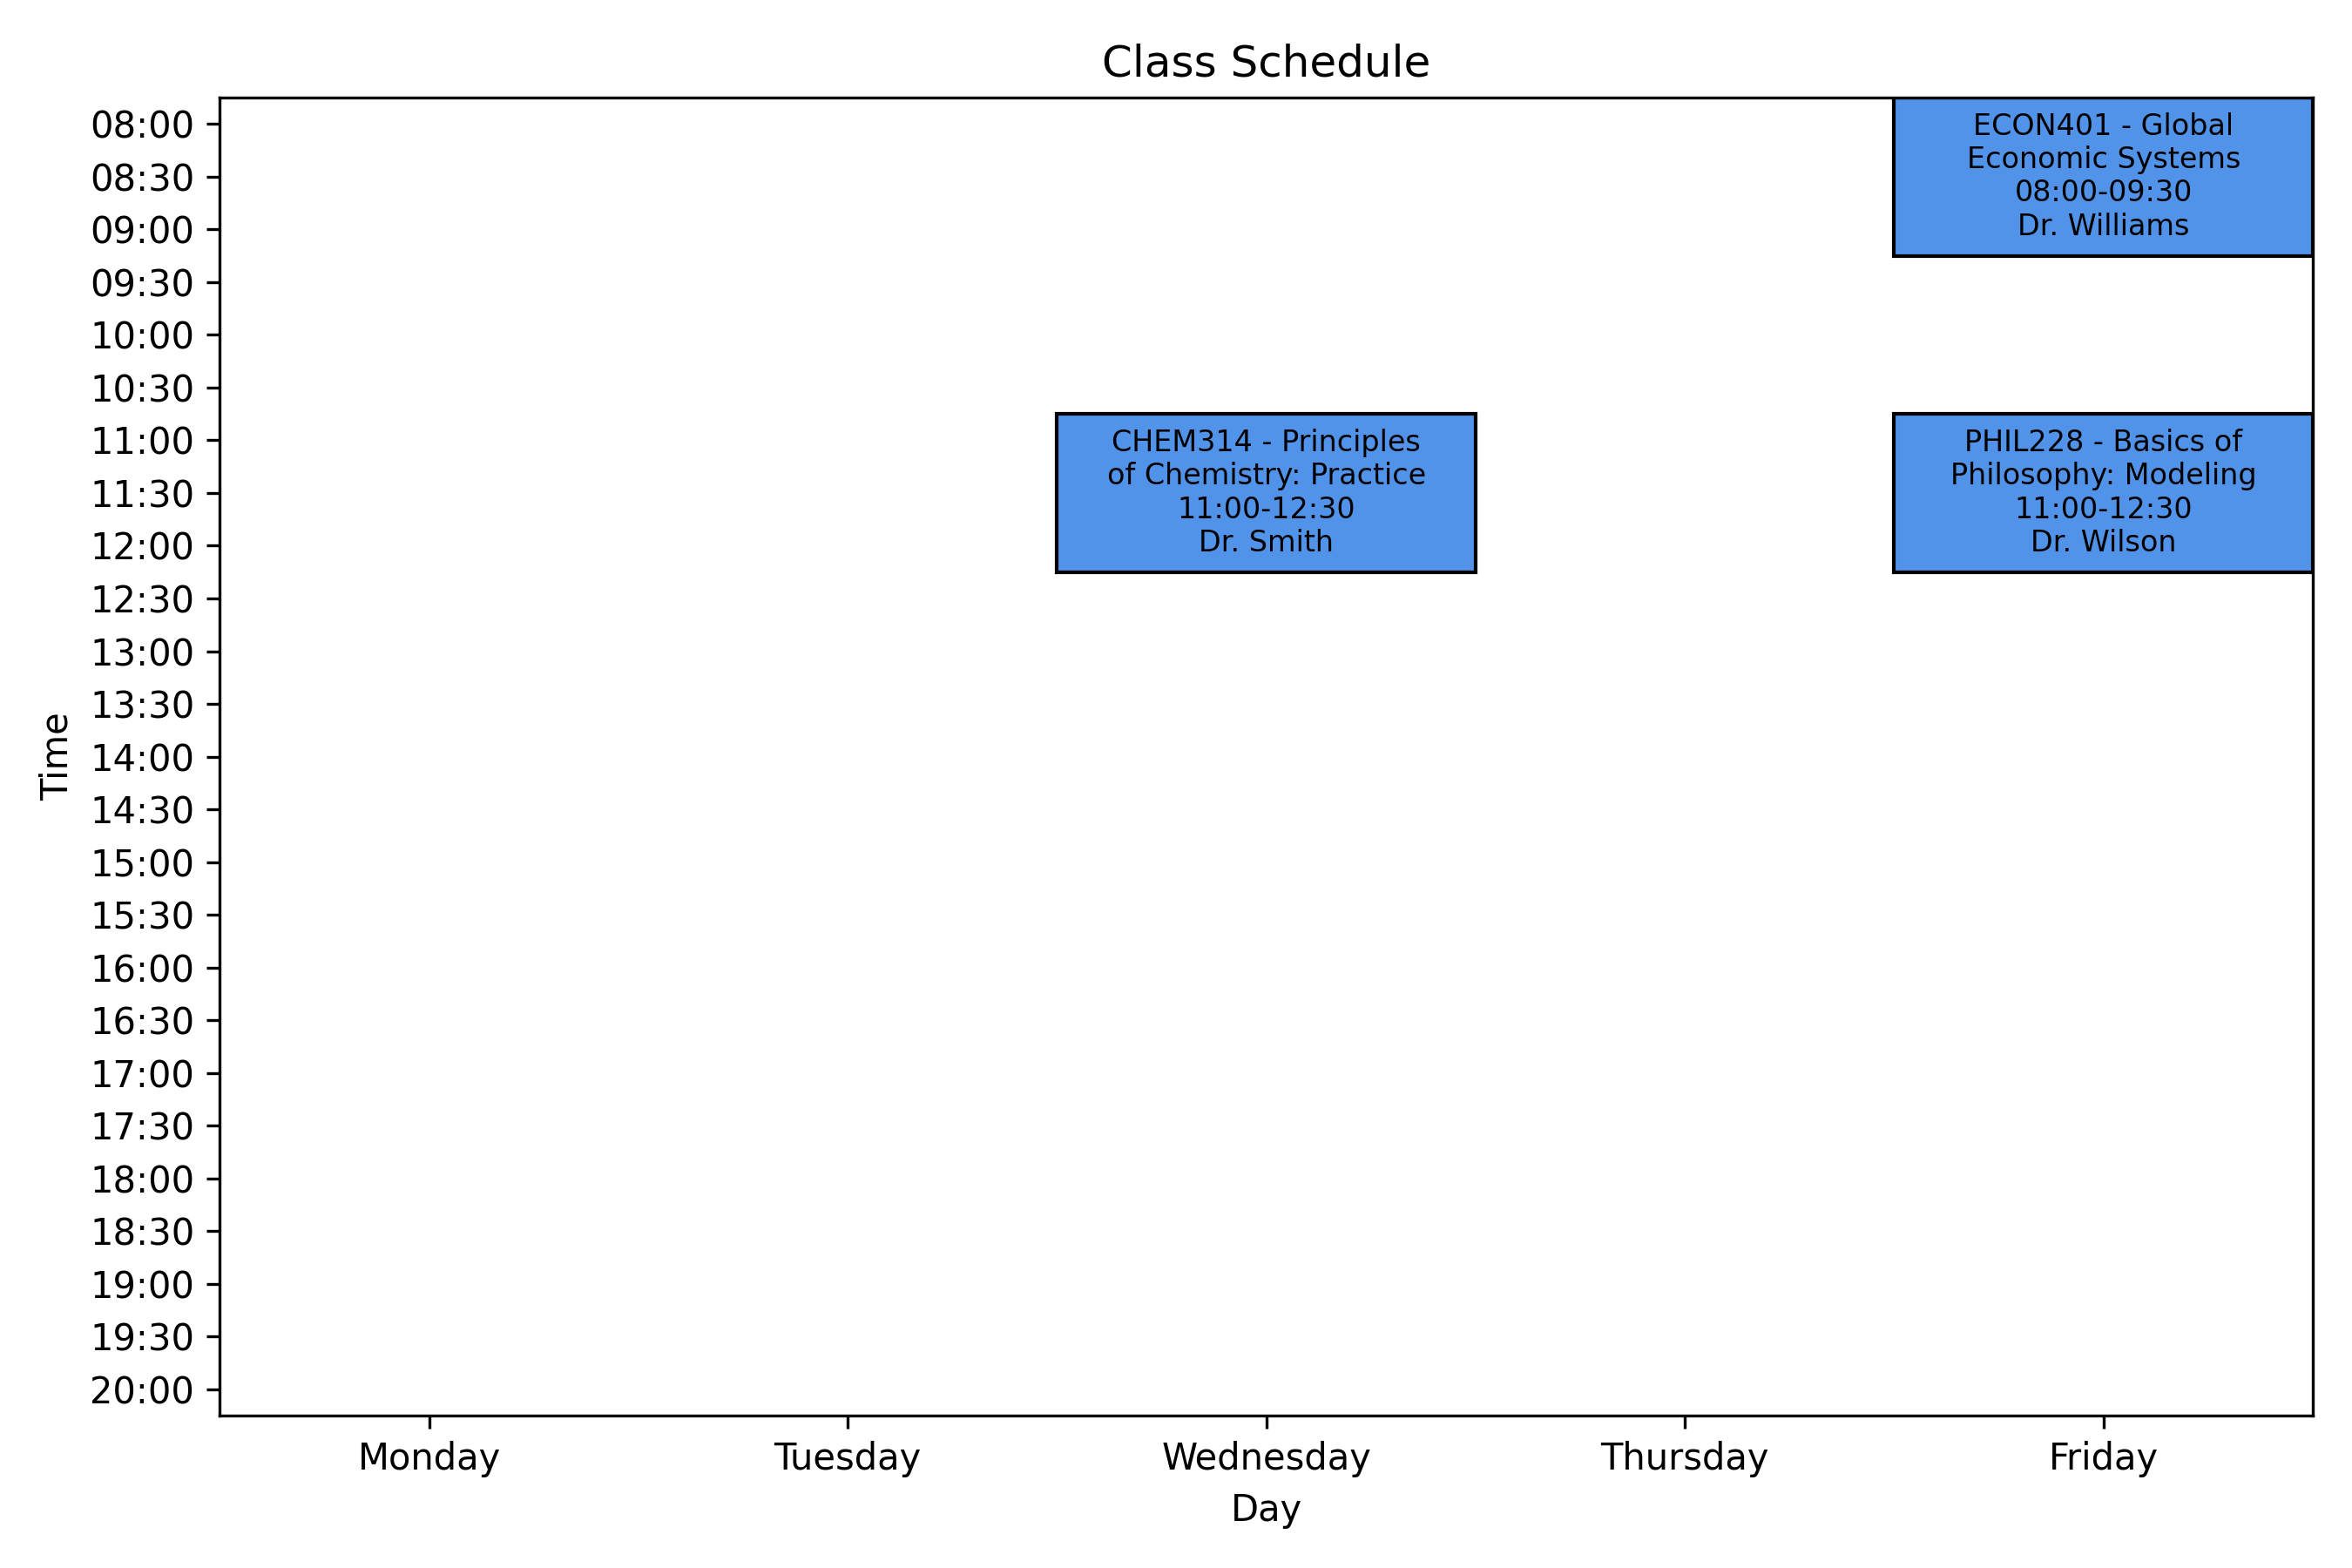 Class Schedule
08:00
08:30
09:00
09:30
10:00
10:30
11:00
11:30
12:00
12:30
13:00
13:30
14:00
14:30
15:00
15:30
16:00
16:30
17:00
17:30
18:00
18:30
19:00
19:30
20:00
Time
ECON401 - Global
Economic Systems
08:00-09:30
Dr. Williams
CHEM314 - Principles
of Chemistry: Practice
11:00-12:30
Dr. Smith
PHIL228 - Basics of
Philosophy: Modeling
11:00-12:30
Dr. Wilson
Monday
Tuesday
Wednesday
Thursday
Friday
Day